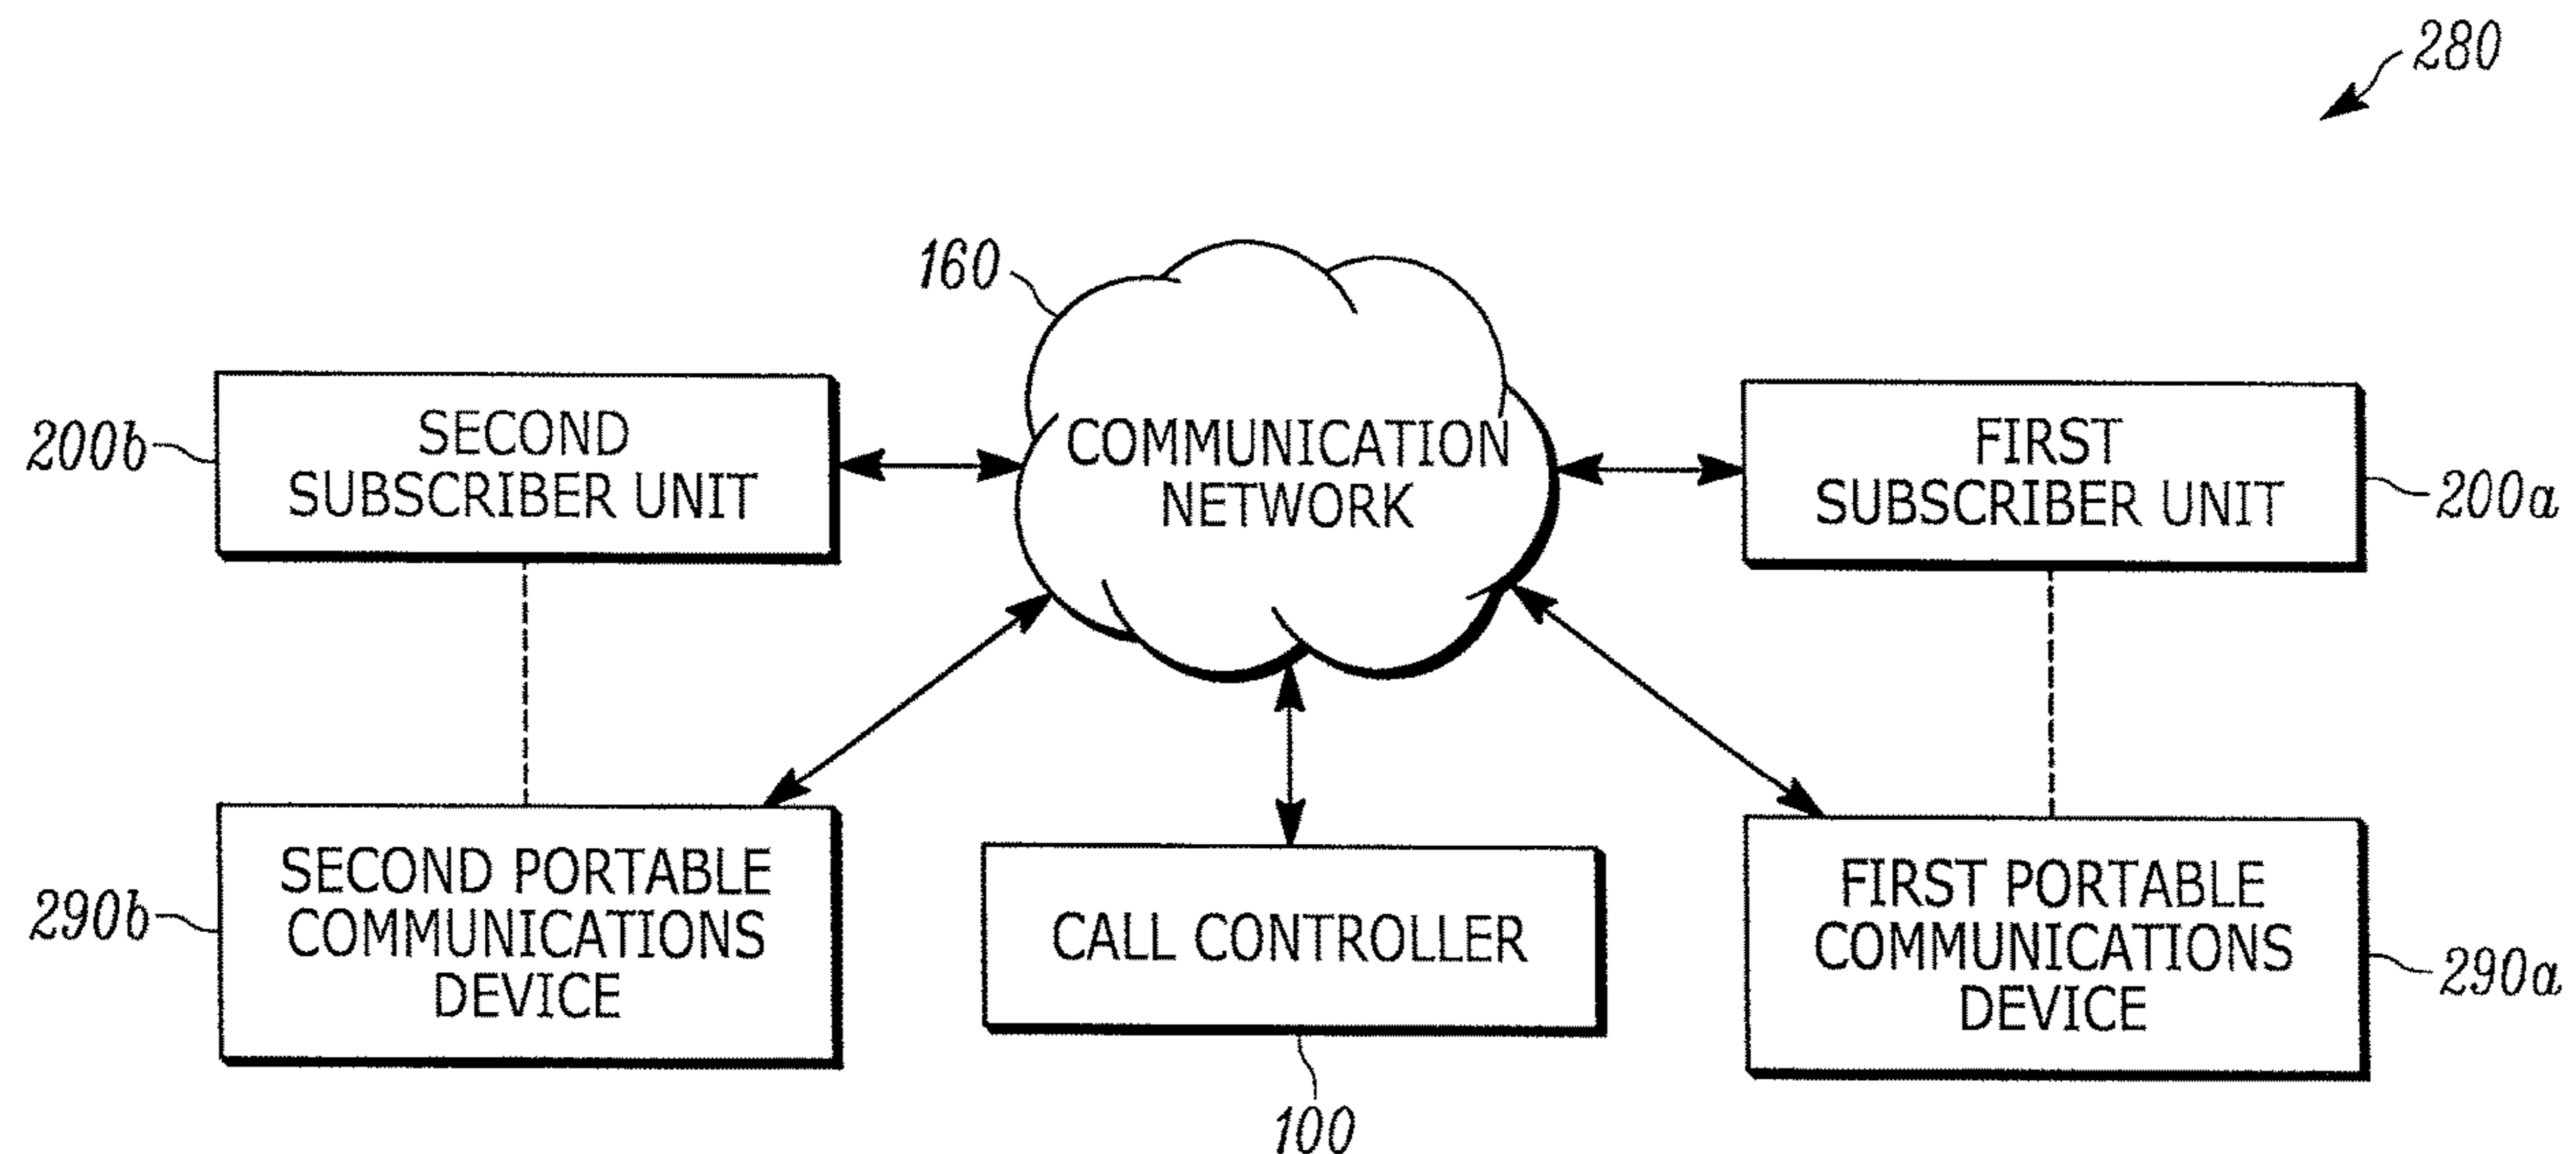 280
160
200b
SECOND
SUBSCRIBER UNIT
COMMUNICATION
NETWORK
FIRST
SUBSCRIBER UNIT
200a
290b
SECOND PORTABLE
COMMUNICATIONS
DEVICE
CALL CONTROLLER
100
FIRST PORTABLE
COMMUNICATIONS
DEVICE
290a